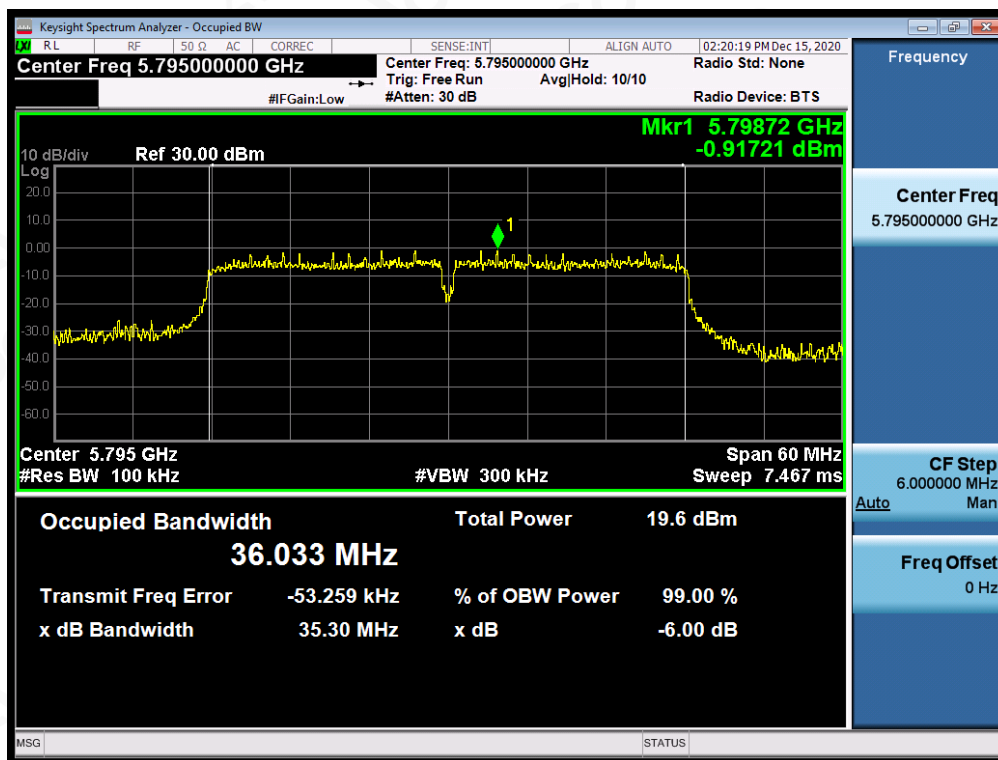 Keysight Spectrum Analyzer - Occupied BW
LXI RL RF 50 Ω AC CORREC SENSE:INT ALIGN AUTO 02:20:19 PM Dec 15, 2020
Center Freq 5.795000000 GHz
#IFGain:Low
Center Freq: 5.795000000 GHz
Trig: Free Run Avg|Hold: 10/10
#Atten: 30 dB
Radio Std: None
Radio Device: BTS
Mkr1 5.79872 GHz
-0.91721 dBm
10 dB/div Ref 30.00 dBm
Log
20.0
10.0
0.00
-10.0
-20.0
-30.0
-40.0
-50.0
-60.0
1
Center 5.795 GHz Span 60 MHz
#Res BW 100 kHz #VBW 300 kHz Sweep 7.467 ms
Occupied Bandwidth Total Power 19.6 dBm
36.033 MHz
Transmit Freq Error -53.259 kHz % of OBW Power 99.00 %
x dB Bandwidth 35.30 MHz x dB -6.00 dB
MSG STATUS
Frequency
Center Freq
5.795000000 GHz
CF Step
6.000000 MHz
Auto Man
Freq Offset
0 Hz